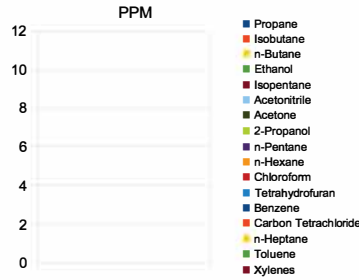 PPM
12
10
8
6
4
2
0
Propane
Isobutane
n-Butane
Ethanol
Isopentane
Acetonitrile
Acetone
2-Propanol
n-Pentane
n-Hexane
Chloroform
Tetrahydrofuran
Benzene
Carbon Tetrachloride
n-Heptane
Toluene
Xylenes